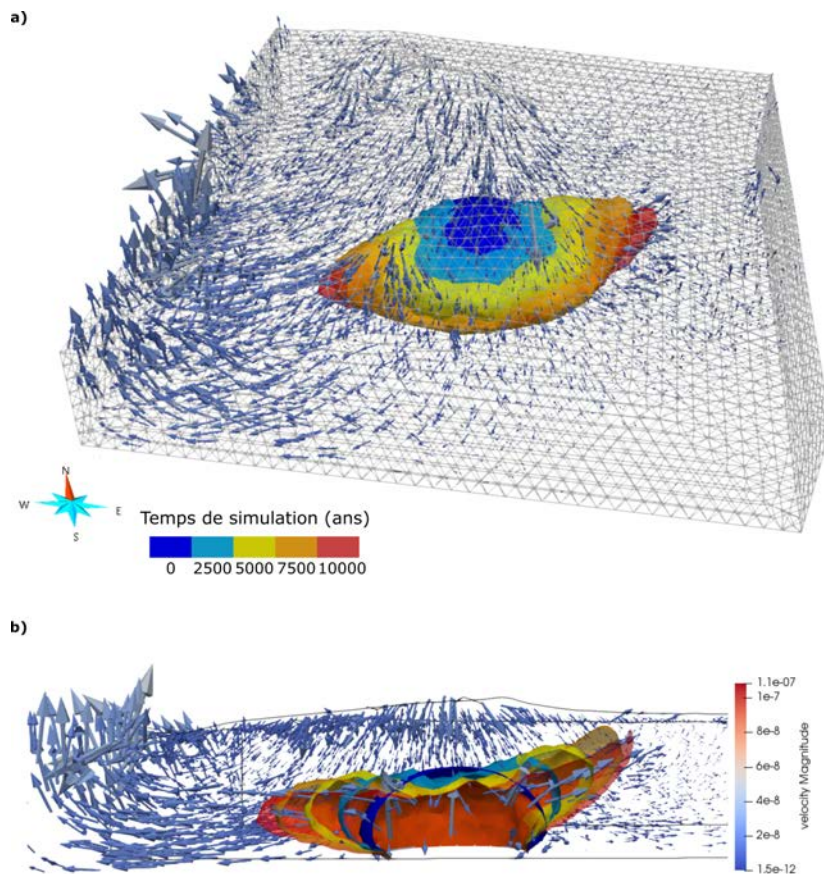 a)
N
W E
S
Temps de simulation (ans)
0 2500 5000 7500 10000
b)
1.1e-07
1e-7
8e-8
6e-8
4e-8
2e-8
1.5e-12
velocity Magnitude